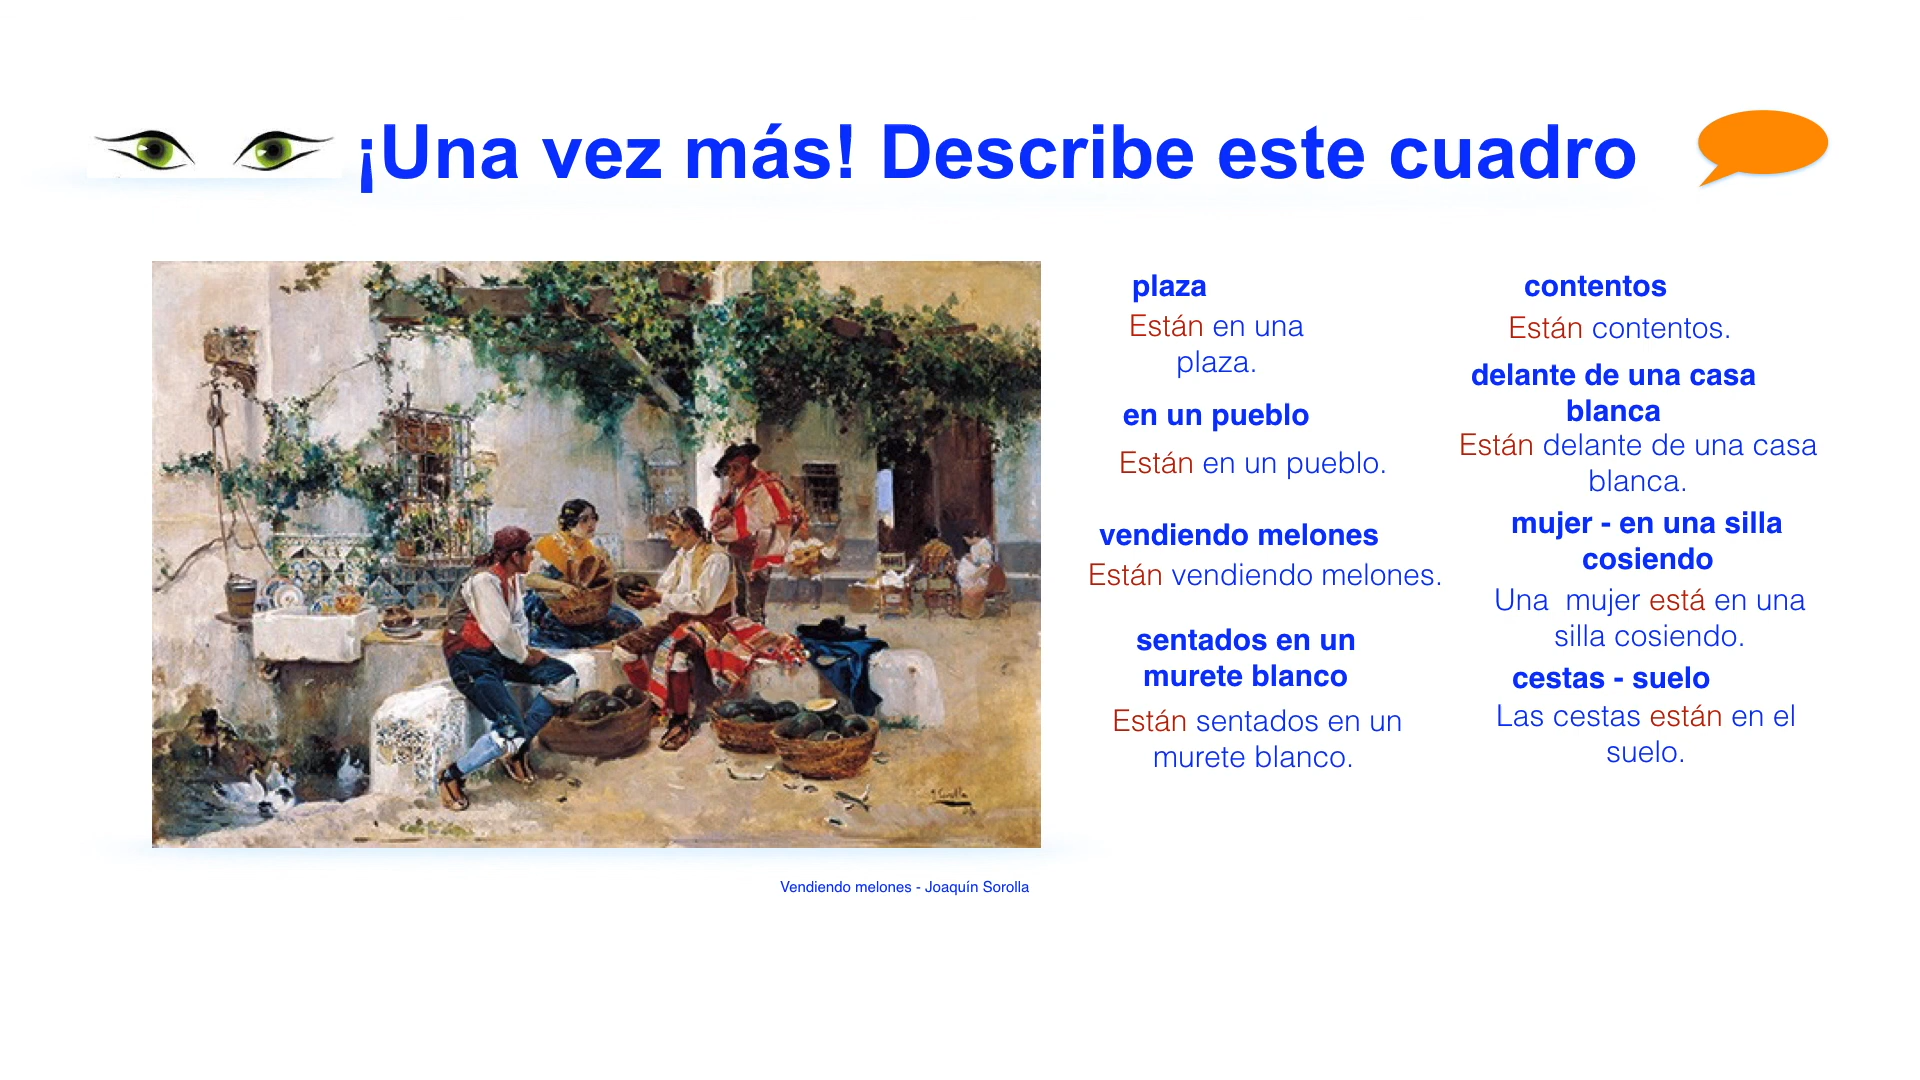 ¡Una vez más! Describe este cuadro
plaza
Están en una
plaza.
en un pueblo
Están en un pueblo.
vendiendo melones
Están vendiendo melones.
sentados en un
murete blanco
Están sentados en un
murete blanco.
contentos
Están contentos.
delante de una casa
blanca
Están delante de una casa
blanca.
mujer - en una silla
cosiendo
Una  mujer está en una
silla cosiendo.
cestas - suelo
Las cestas están en el
suelo.
Vendiendo melones - Joaquín Sorolla